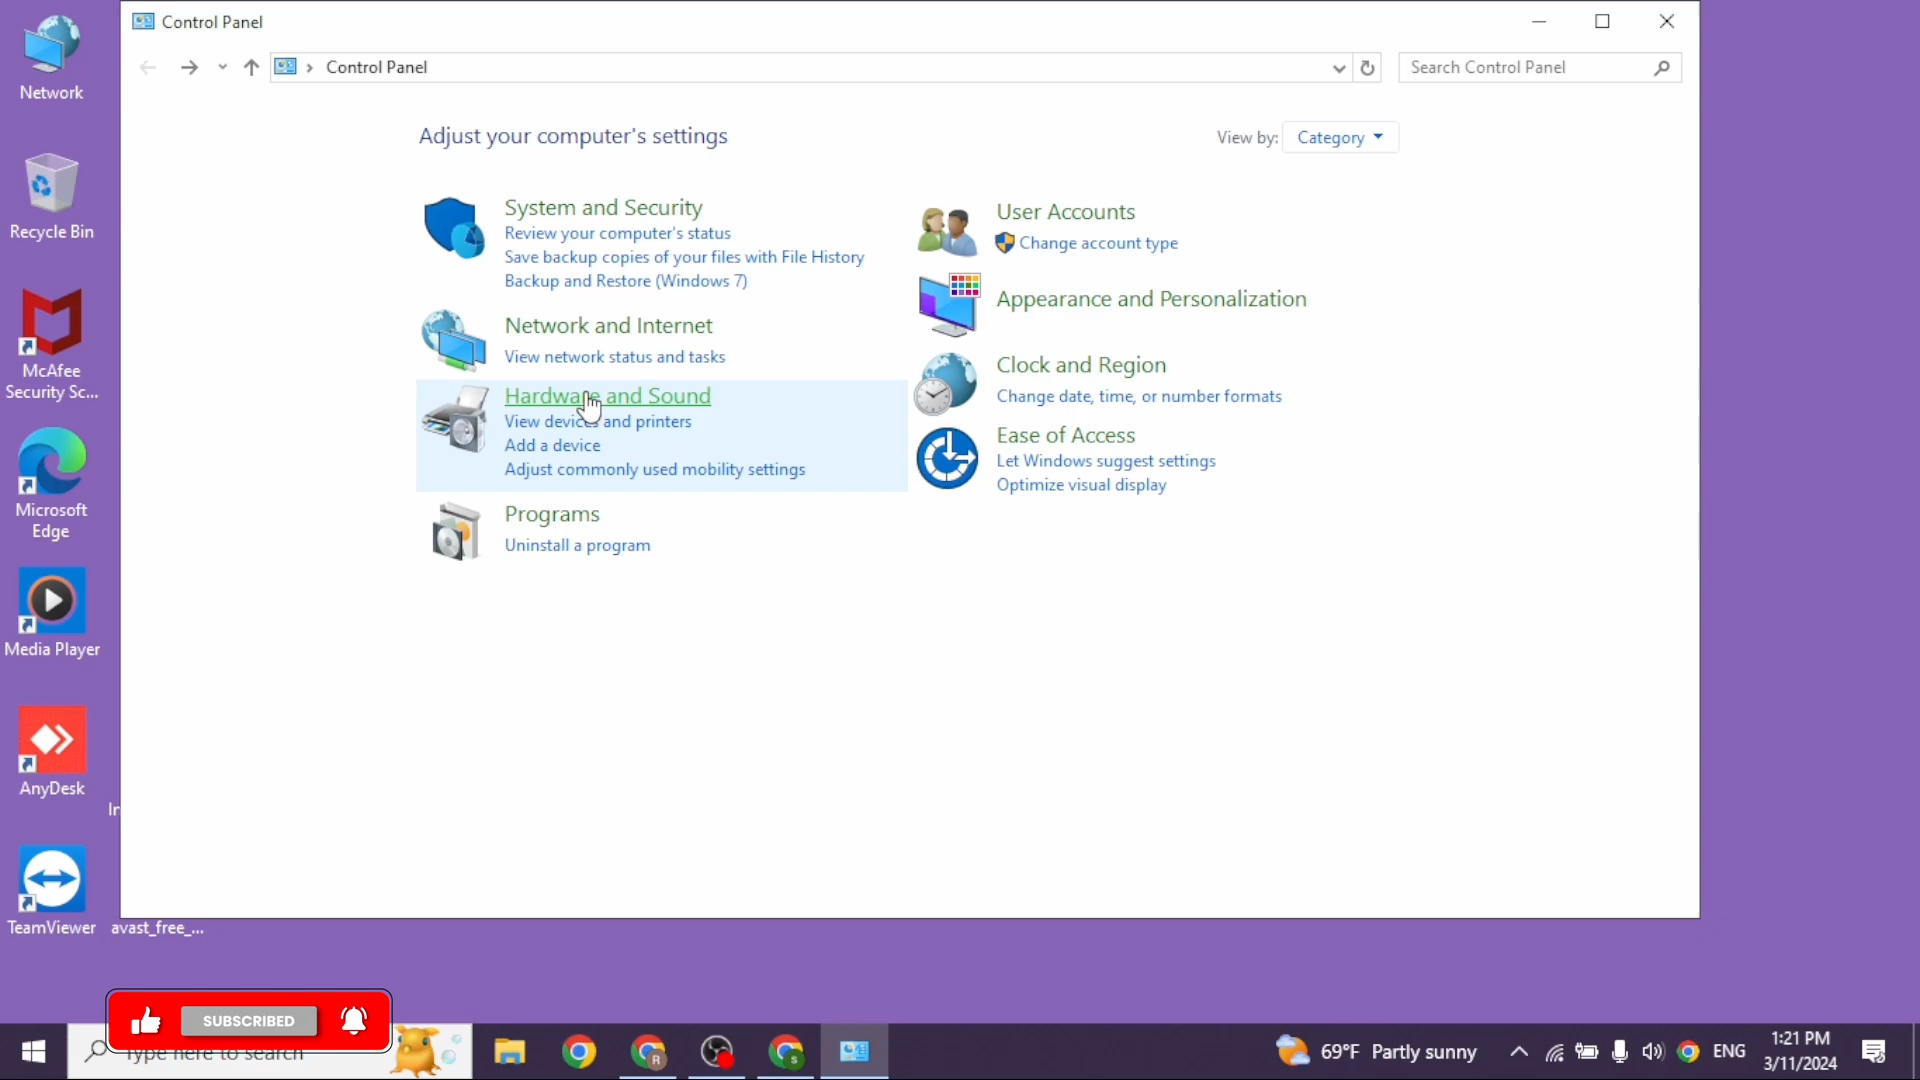 Control Panel
Control Panel
Search Control Panel
Adjust your computer's settings
View by: Category
System and Security
Review your computer's status
Save backup copies of your files with File History
Backup and Restore (Windows 7)
Network and Internet
View network status and tasks
Hardware and Sound
View devices and printers
Add a device
Adjust commonly used mobility settings
Programs
Uninstall a program
User Accounts
Change account type
Appearance and Personalization
Clock and Region
Change date, time, or number formats
Ease of Access
Let Windows suggest settings
Optimize visual display
Network
Recycle Bin
McAfee
Security Sc...
Microsoft
Edge
Media Player
AnyDesk
In
TeamViewer
avast_free_...
SUBSCRIBED
Type here to search
R
S
69°F Partly sunny
ENG
1:21 PM
3/11/2024